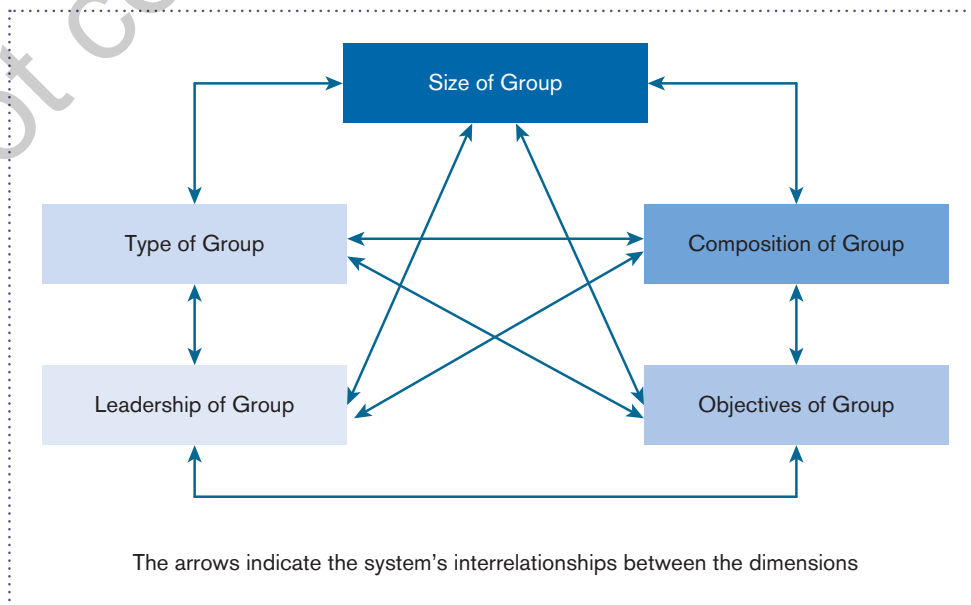 Size of Group
Type of Group
Composition of Group
Leadership of Group
Objectives of Group
The arrows indicate the system's interrelationships between the dimensions